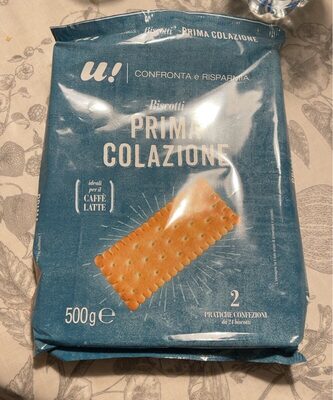 Biscotti PRIMA COLAZIONE
u! CONFRONTA e RISPARMIA
Biscotti
PRIMA
COLAZIONE
ideali
per il
CAFFÈ
LATTE
500g e
2
PRATICHE CONFEZIONI
da 24 biscotti